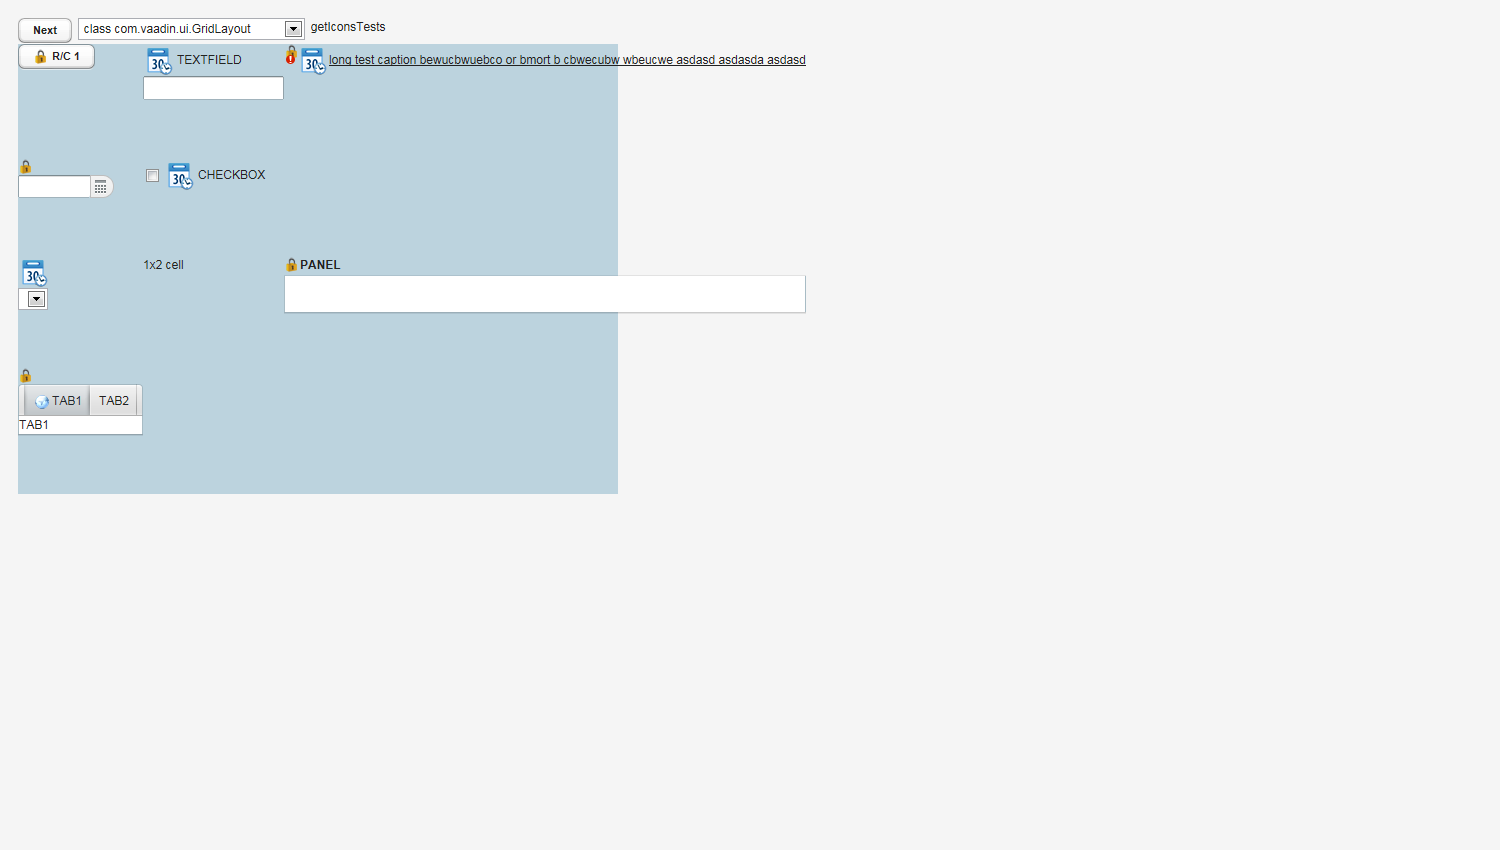 Next
class com.vaadin.ui.GridLayout
getIconsTests
R/C 1
30
TEXTFIELD
30
long test caption bewucbwuebco or bmort b cbwecubw wbeucwe asdasd asdasda asdasd
30
CHECKBOX
30
1x2 cell
PANEL
TAB1
TAB2
TAB1